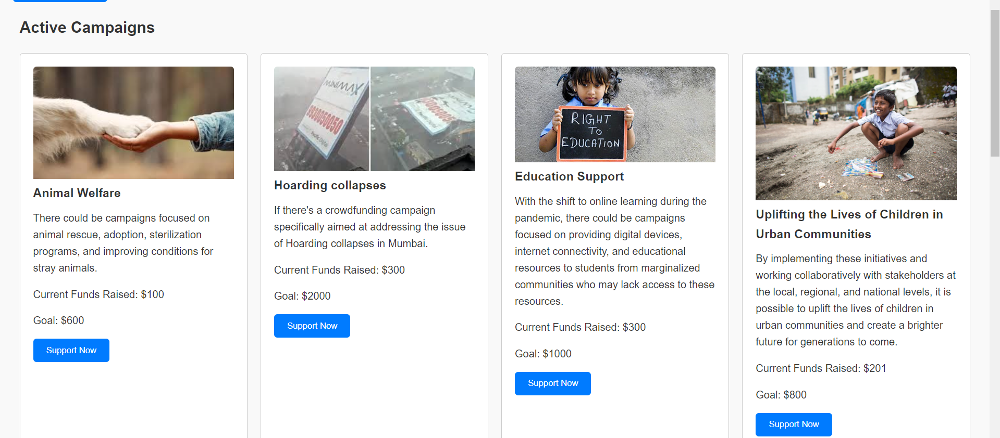 Active Campaigns
MINIMAX
Pacific Digital
RIGHT
TO
EDUCATION
Animal Welfare
There could be campaigns focused on
animal rescue, adoption, sterilization
programs, and improving conditions for
stray animals.
Current Funds Raised: $100
Goal: $600
Support Now
Hoarding collapses
If there's a crowdfunding campaign
specifically aimed at addressing the issue
of Hoarding collapses in Mumbai.
Current Funds Raised: $300
Goal: $2000
Support Now
Education Support
With the shift to online learning during the
pandemic, there could be campaigns
focused on providing digital devices,
internet connectivity, and educational
resources to students from marginalized
communities who may lack access to these
resources.
Current Funds Raised: $300
Goal: $1000
Support Now
Uplifting the Lives of Children in
Urban Communities
By implementing these initiatives and
working collaboratively with stakeholders at
the local, regional, and national levels, it is
possible to uplift the lives of children in
urban communities and create a brighter
future for generations to come.
Current Funds Raised: $201
Goal: $800
Support Now